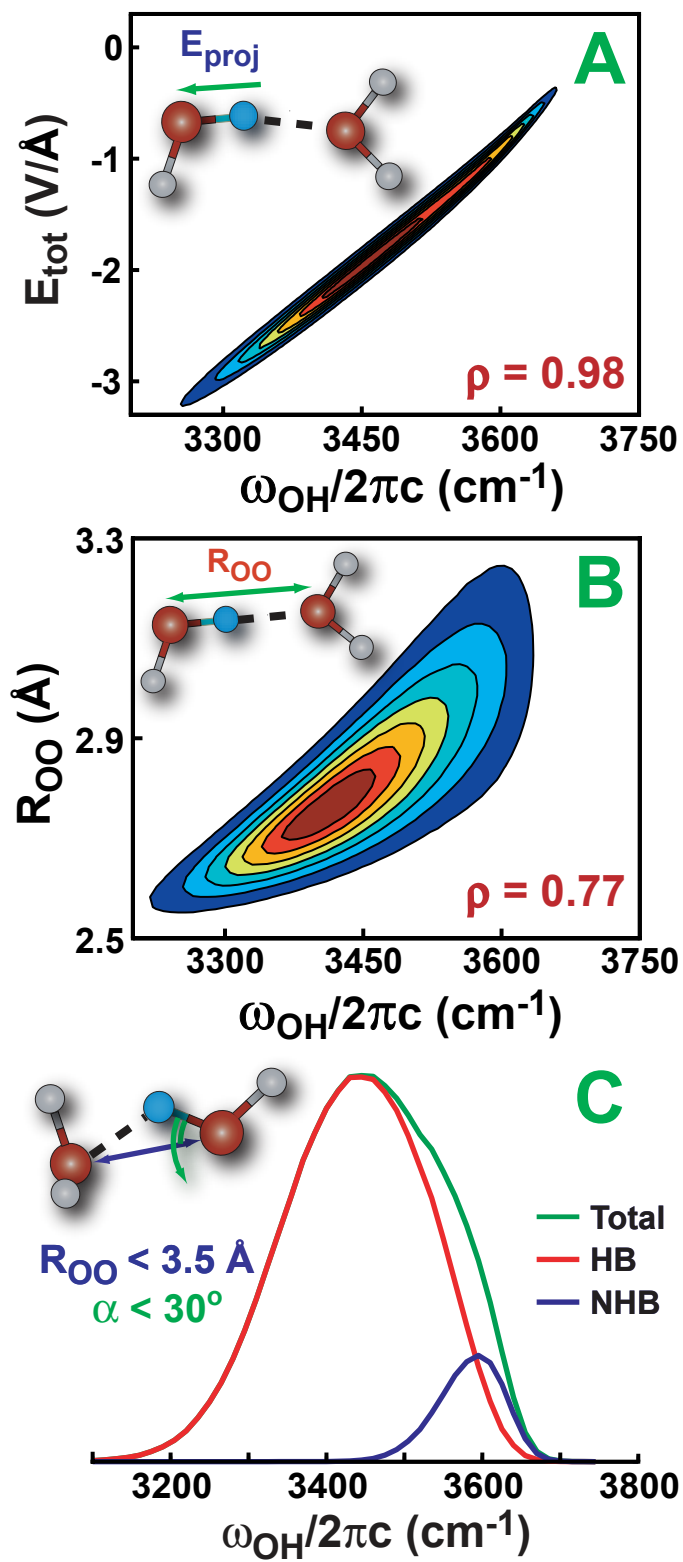 A
E_proj
0
-1
-2
-3
E_tot (V/Å)
ρ = 0.98
3300 3450 3600 3750
ω_OH/2πc (cm⁻¹)
B
R_OO
3.3
2.9
2.5
R_OO (Å)
ρ = 0.77
3300 3450 3600 3750
ω_OH/2πc (cm⁻¹)
C
R_OO < 3.5 Å
α < 30°
Total
HB
NHB
3200 3400 3600 3800
ω_OH/2πc (cm⁻¹)